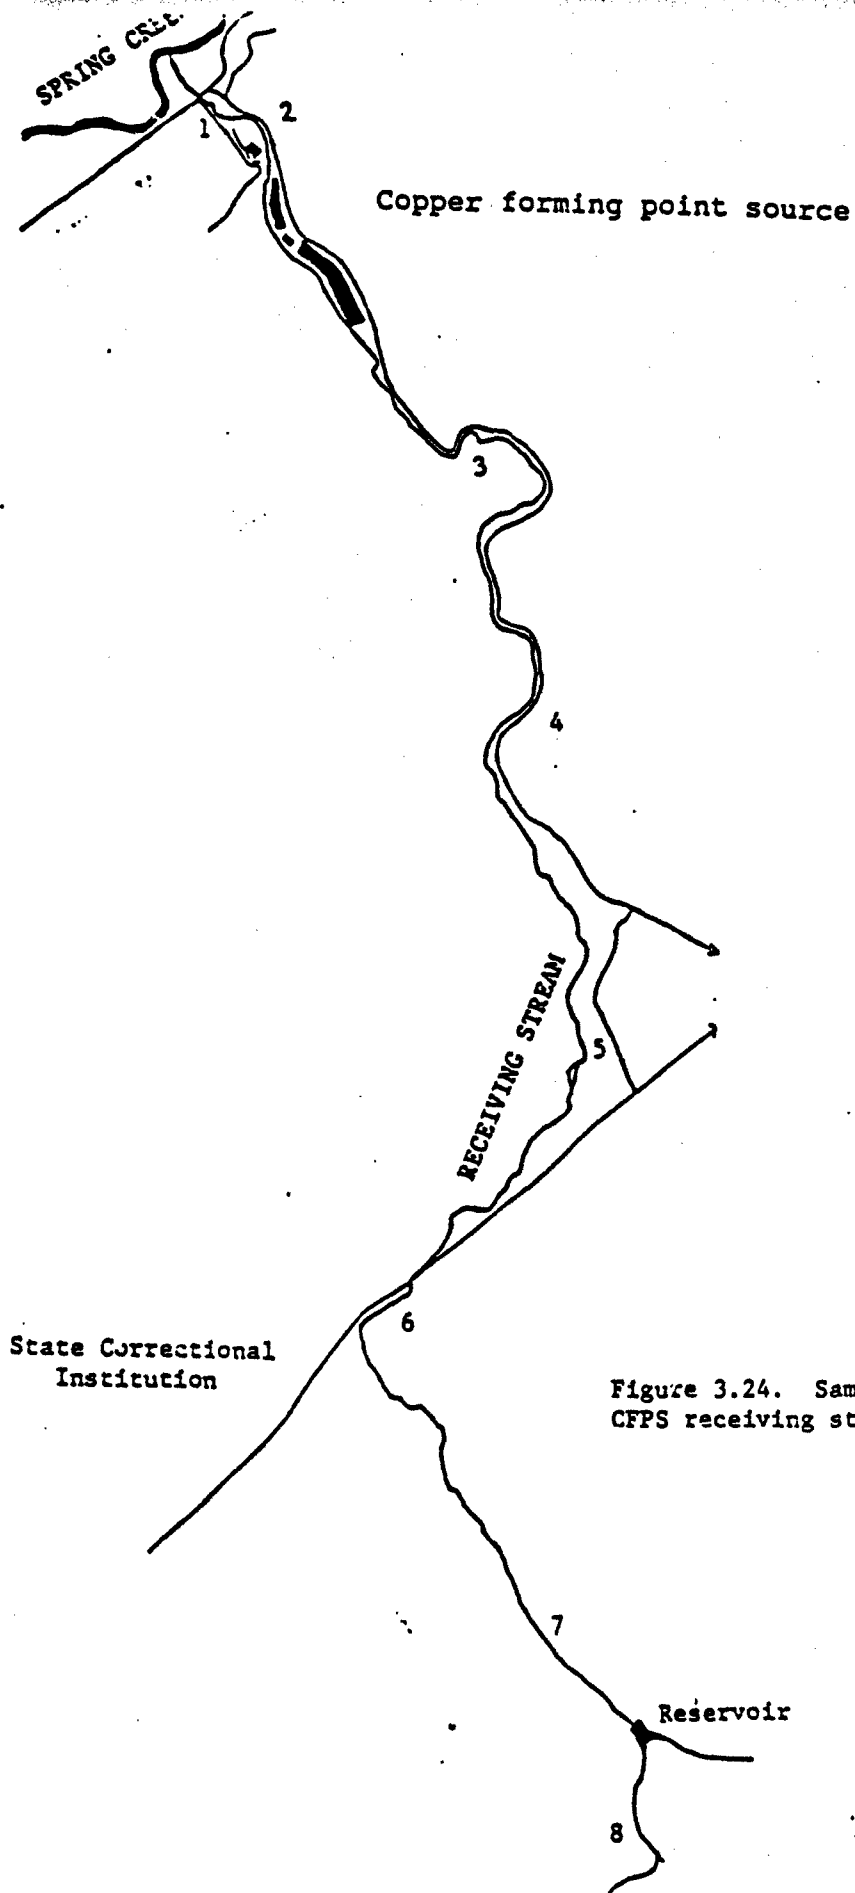 SPRING CREE
1
2
Copper forming point source
3
4
RECEIVING STREAM
5
6
State Correctional
Institution
Figure 3.24. Sam
CFPS receiving st
7
Reservoir
8